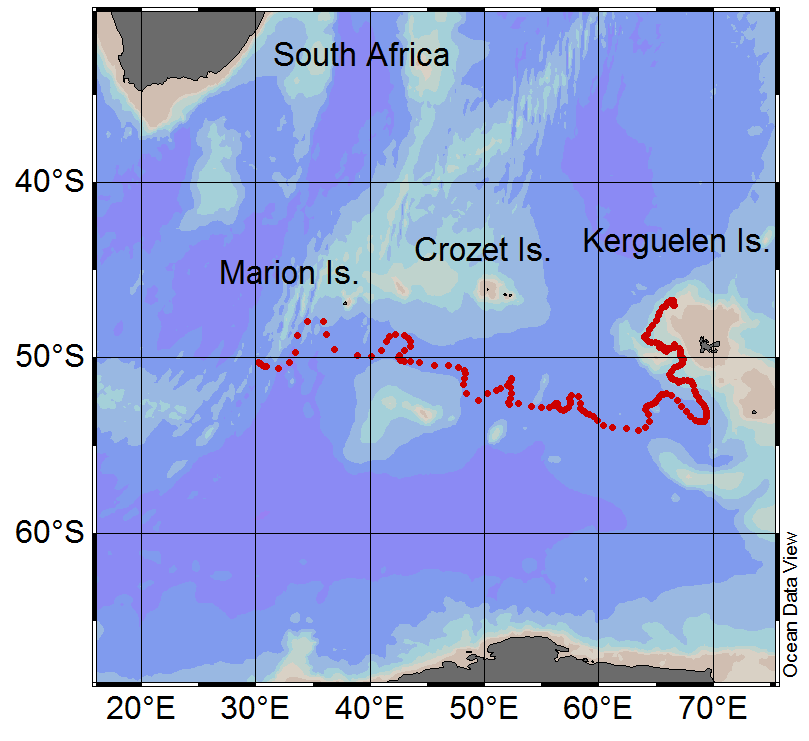 South Africa
40°S
Kerguelen Is.
Crozet Is.
Marion Is.
50°S
60°S
Ocean Data View
20°E 30°E 40°E 50°E 60°E 70°E